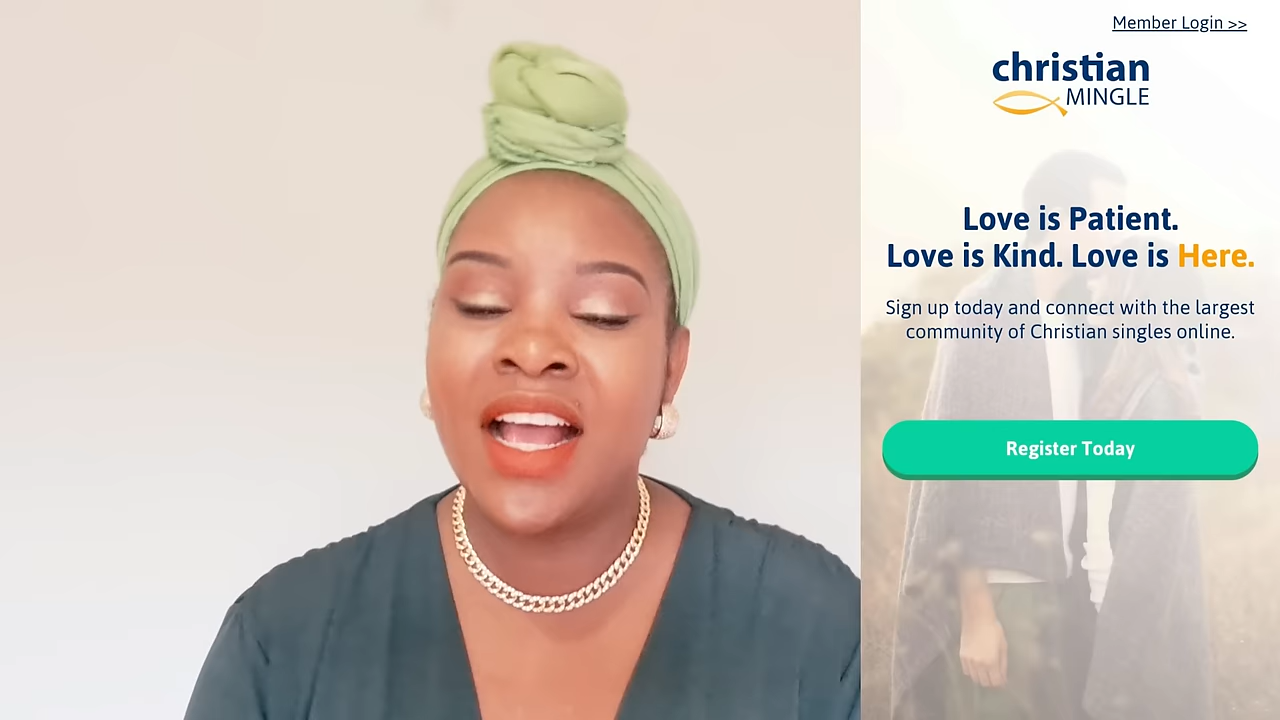 Member Login >>
christian
MINGLE
Love is Patient.
Love is Kind. Love is Here.
Sign up today and connect with the largest
community of Christian singles online.
Register Today